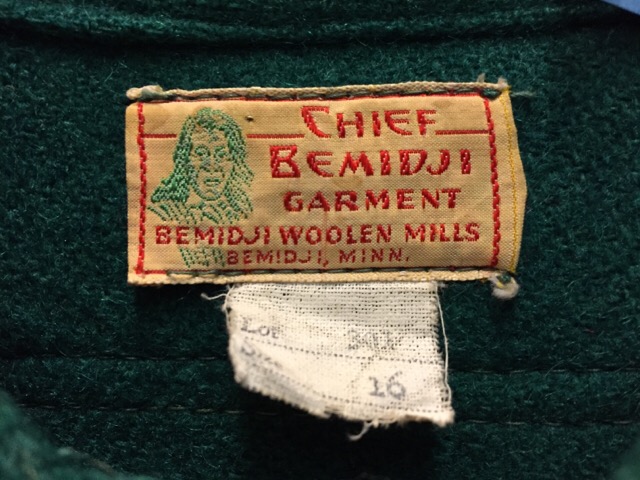 CHIEF
BEMIDJI
GARMENT
BEMIDJI WOOLEN MILLS
BEMIDJI, MINN.
Lot
16